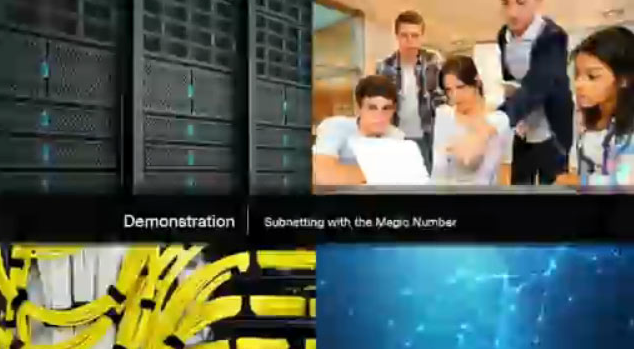 Demonstration | Subnetting with the Magic Number